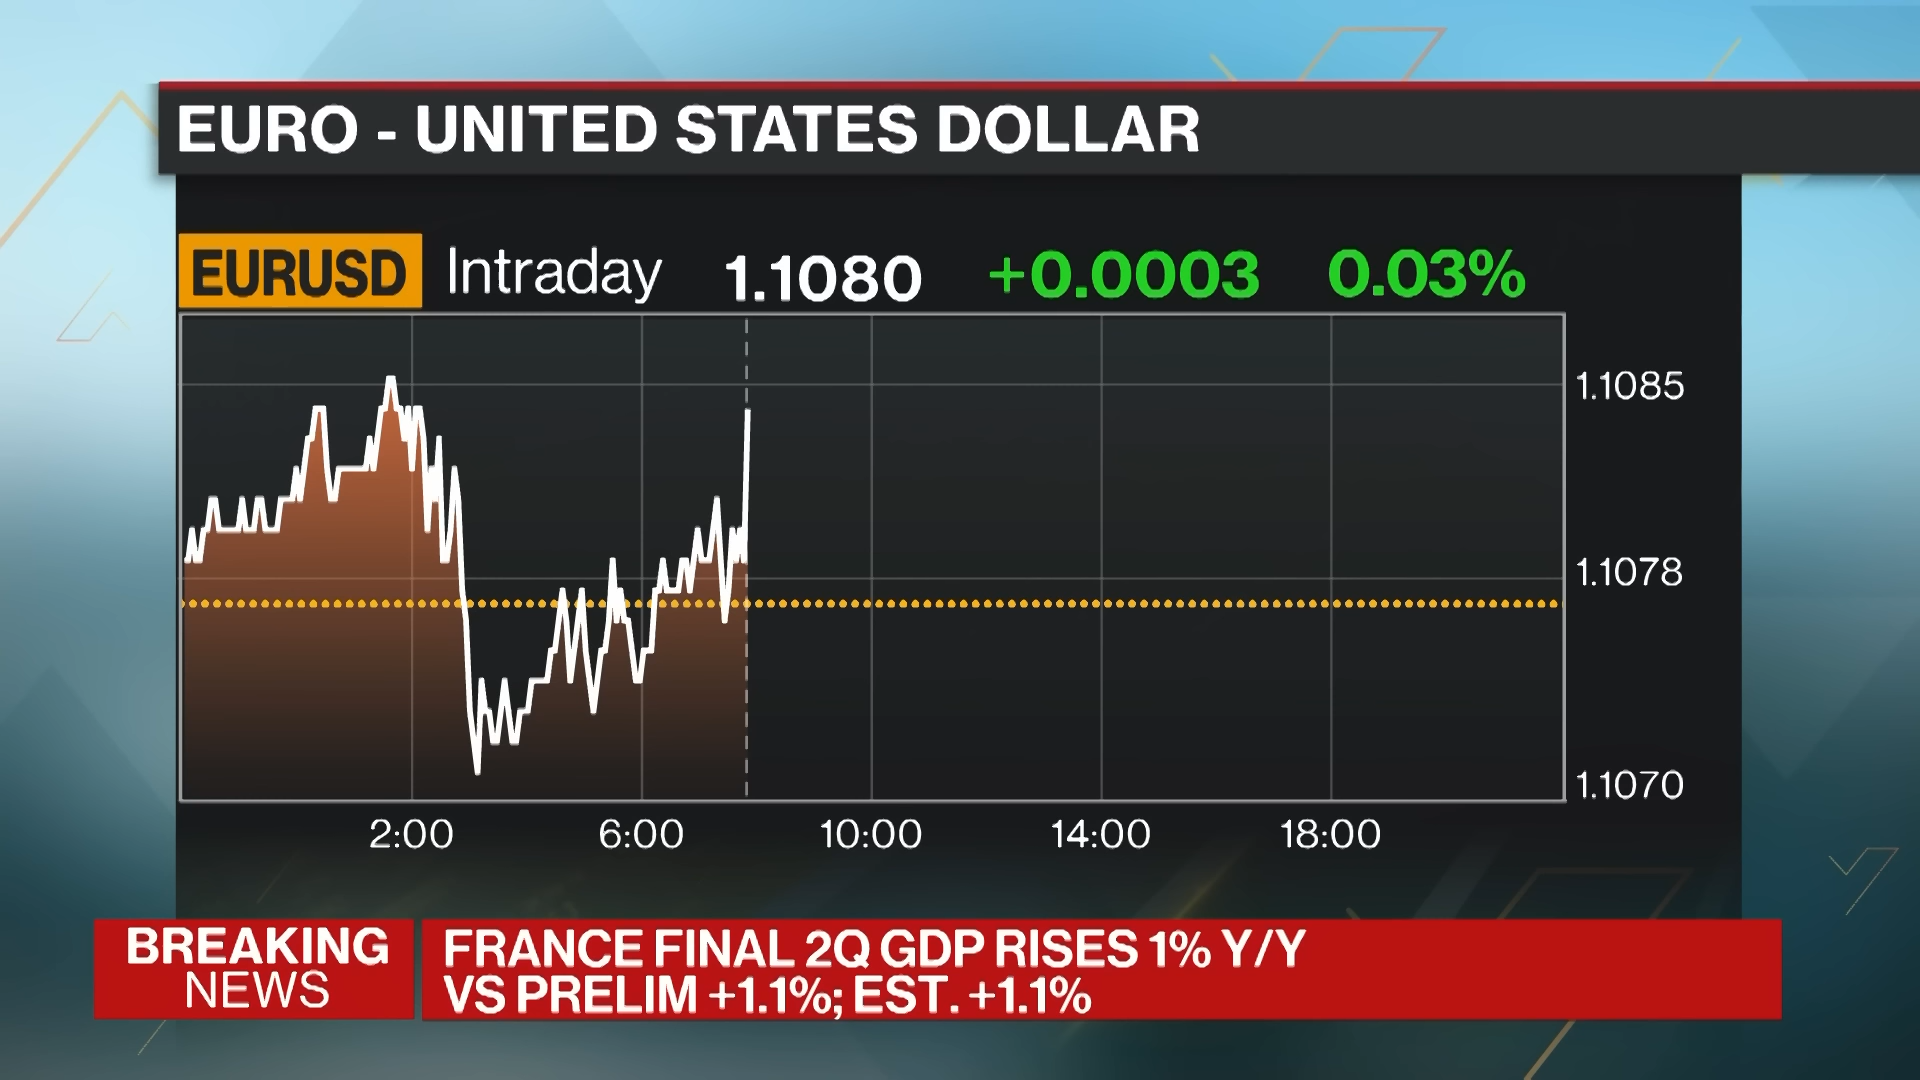 EURO - UNITED STATES DOLLAR
EURUSD Intraday 1.1080 +0.0003 0.03%
1.1085
1.1078
1.1070
2:00 6:00 10:00 14:00 18:00
BREAKING
NEWS
FRANCE FINAL 2Q GDP RISES 1% Y/Y
VS PRELIM +1.1%; EST. +1.1%